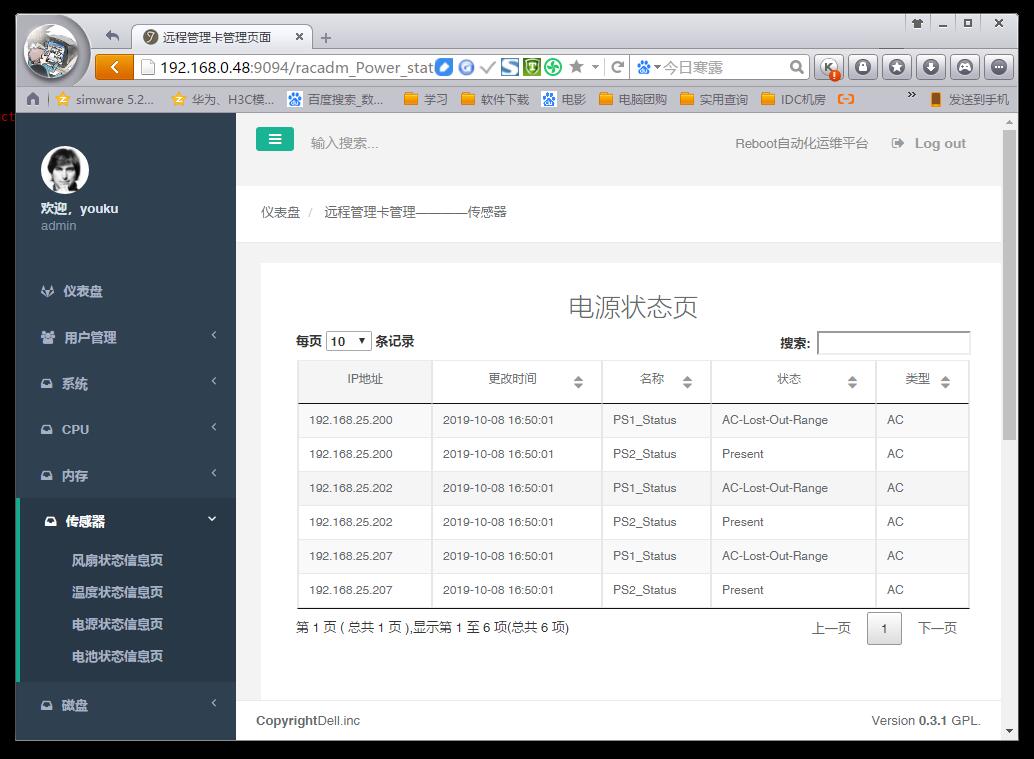 远程管理卡管理页面
192.168.0.48:9094/racadm_Power_stat
今日寒露
simware 5.2...
华为、H3C模...
百度搜索_数...
学习
软件下载
电影
电脑团购
实用查询
IDC机房
发送到手机
ct
欢迎，youku
admin
仪表盘
用户管理
系统
CPU
内存
传感器
风扇状态信息页
温度状态信息页
电源状态信息页
电池状态信息页
磁盘
输入搜索...
Reboot自动化运维平台
Log out
仪表盘 / 远程管理卡管理————传感器
电源状态页
每页 10 条记录
搜索:
IP地址 更改时间 名称 状态 类型
192.168.25.200 2019-10-08 16:50:01 PS1_Status AC-Lost-Out-Range AC
192.168.25.200 2019-10-08 16:50:01 PS2_Status Present AC
192.168.25.202 2019-10-08 16:50:01 PS1_Status AC-Lost-Out-Range AC
192.168.25.202 2019-10-08 16:50:01 PS2_Status Present AC
192.168.25.207 2019-10-08 16:50:01 PS1_Status AC-Lost-Out-Range AC
192.168.25.207 2019-10-08 16:50:01 PS2_Status Present AC
第 1 页 ( 总共 1 页 ),显示第 1 至 6 项(总共 6 项)
上一页 1 下一页
CopyrightDell.inc
Version 0.3.1 GPL.